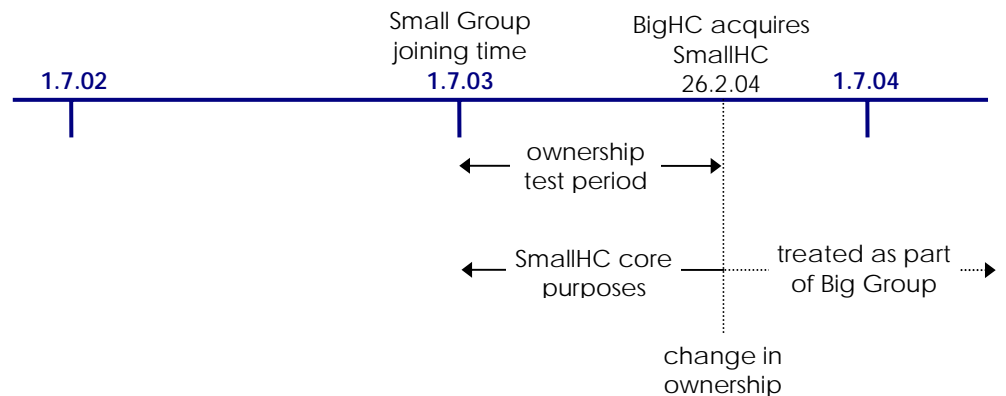 Small Group
joining time
BigHC acquires
SmallHC
26.2.04
1.7.02
1.7.03
1.7.04
ownership
test period
SmallHC core
purposes
treated as part
of Big Group
change in
ownership